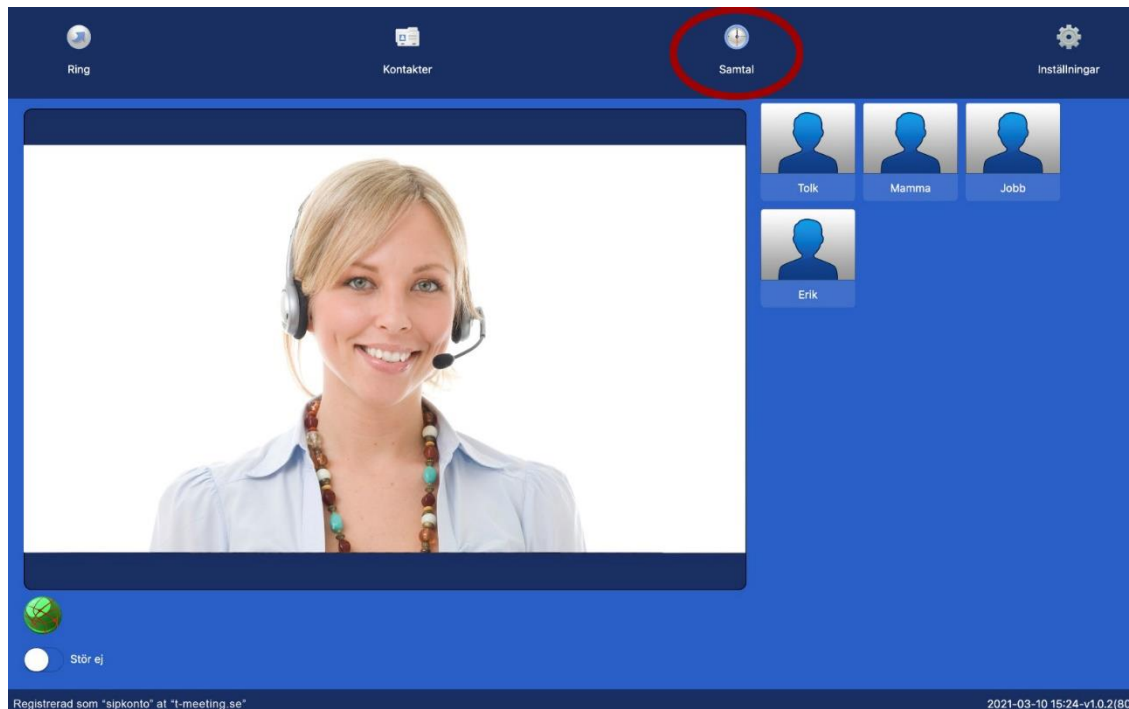 Ring
Kontakter
Samtal
Inställningar
Tolk
Mamma
Jobb
Erik
Stör ej
Registrerad som "sipkonto" at "t-meeting.se"
2021-03-10 15:24-v1.0.2(80